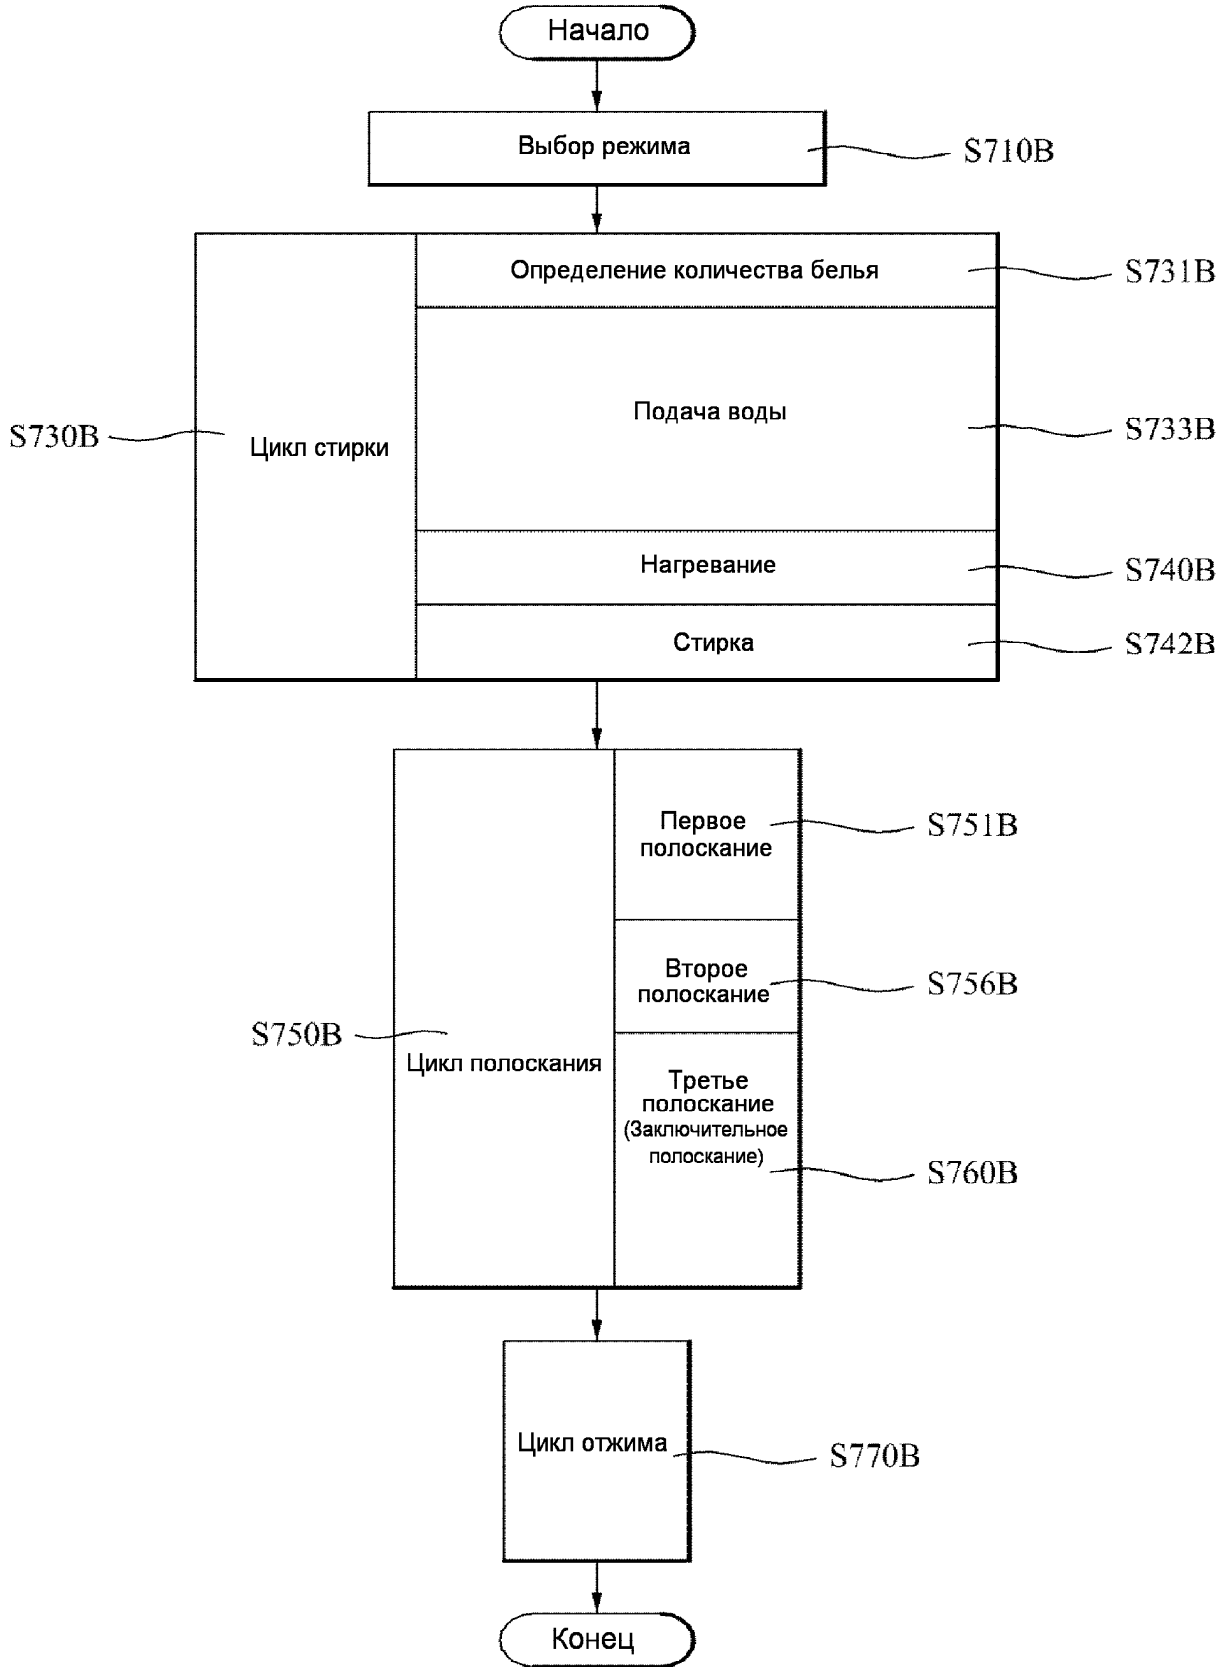 Начало
Выбор режима
S710B
Определение количества белья
S731B
Подача воды
S733B
S730B
Цикл стирки
Нагревание
S740B
Стирка
S742B
Первое
полоскание
S751B
Второе
полоскание
S756B
S750B
Цикл полоскания
Третье
полоскание
(Заключительное
полоскание)
S760B
Цикл отжима
S770B
Конец